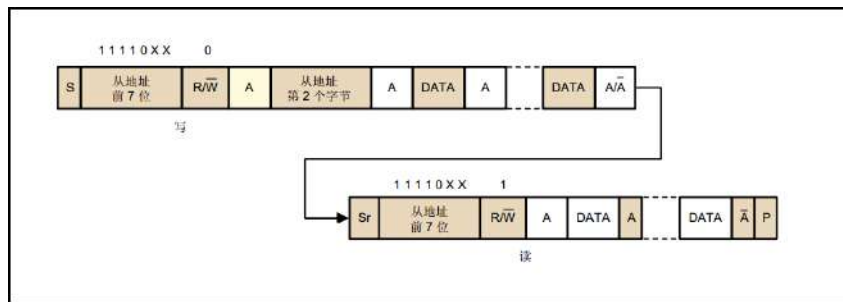 11110XX 0
S 从地址 前7位 R/W̅ A 从地址 第2个字节 A DATA A DATA A/A̅
写
11110XX 1
Sr 从地址 前7位 R/W̅ A DATA A DATA A̅ P
读